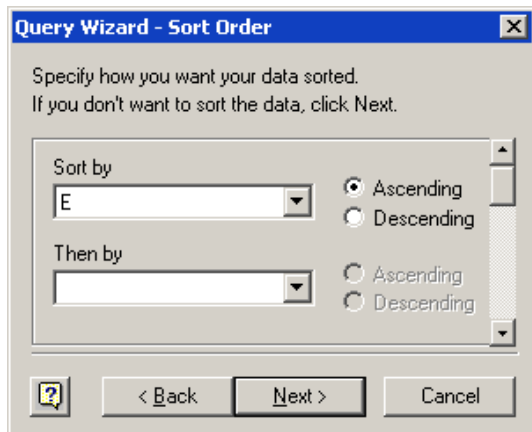 Query Wizard - Sort Order
Specify how you want your data sorted.
If you don't want to sort the data, click Next.
Sort by
E
Ascending
Descending
Then by
Ascending
Descending
?
< Back
Next >
Cancel